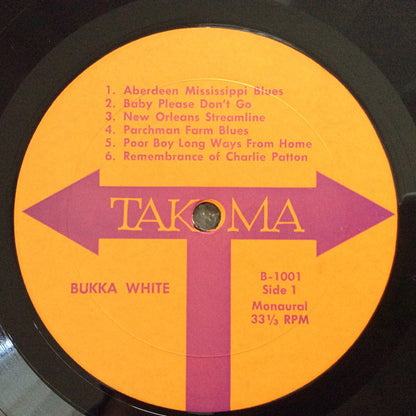 1. Aberdeen Mississippi Blues
2. Baby Please Don't Go
3. New Orleans Streamline
4. Parchman Farm Blues
5. Poor Boy Long Ways From Home
6. Remembrance of Charlie Patton
TAKOMA
BUKKA WHITE
B-1001
Side 1
Monaural
33⅓ RPM